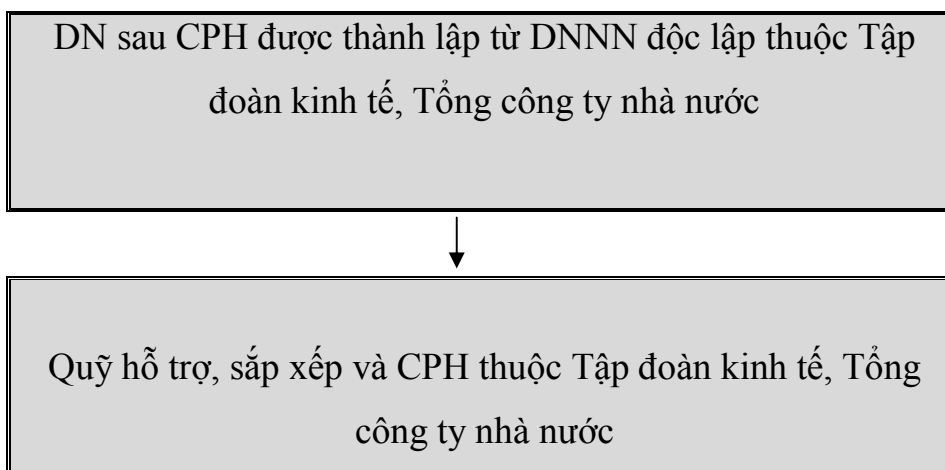 DN sau CPH được thành lập từ DNNN độc lập thuộc Tập
đoàn kinh tế, Tổng công ty nhà nước
Quỹ hỗ trợ, sắp xếp và CPH thuộc Tập đoàn kinh tế, Tổng
công ty nhà nước